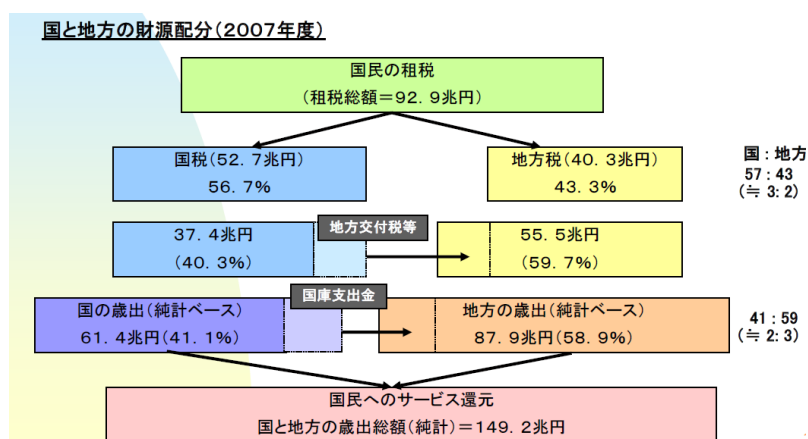 国と地方の財源配分(2007年度)
国民の租税
(租税総額=92.9兆円)
国税(52.7兆円)
56.7%
地方税(40.3兆円)
43.3%
国:地方
57:43
(≒3:2)
37.4兆円
(40.3%)
地方交付税等
55.5兆円
(59.7%)
国庫支出金
国の歳出(純計ベース)
61.4兆円(41.1%)
地方の歳出(純計ベース)
87.9兆円(58.9%)
41:59
(≒2:3)
国民へのサービス還元
国と地方の歳出総額(純計)=149.2兆円